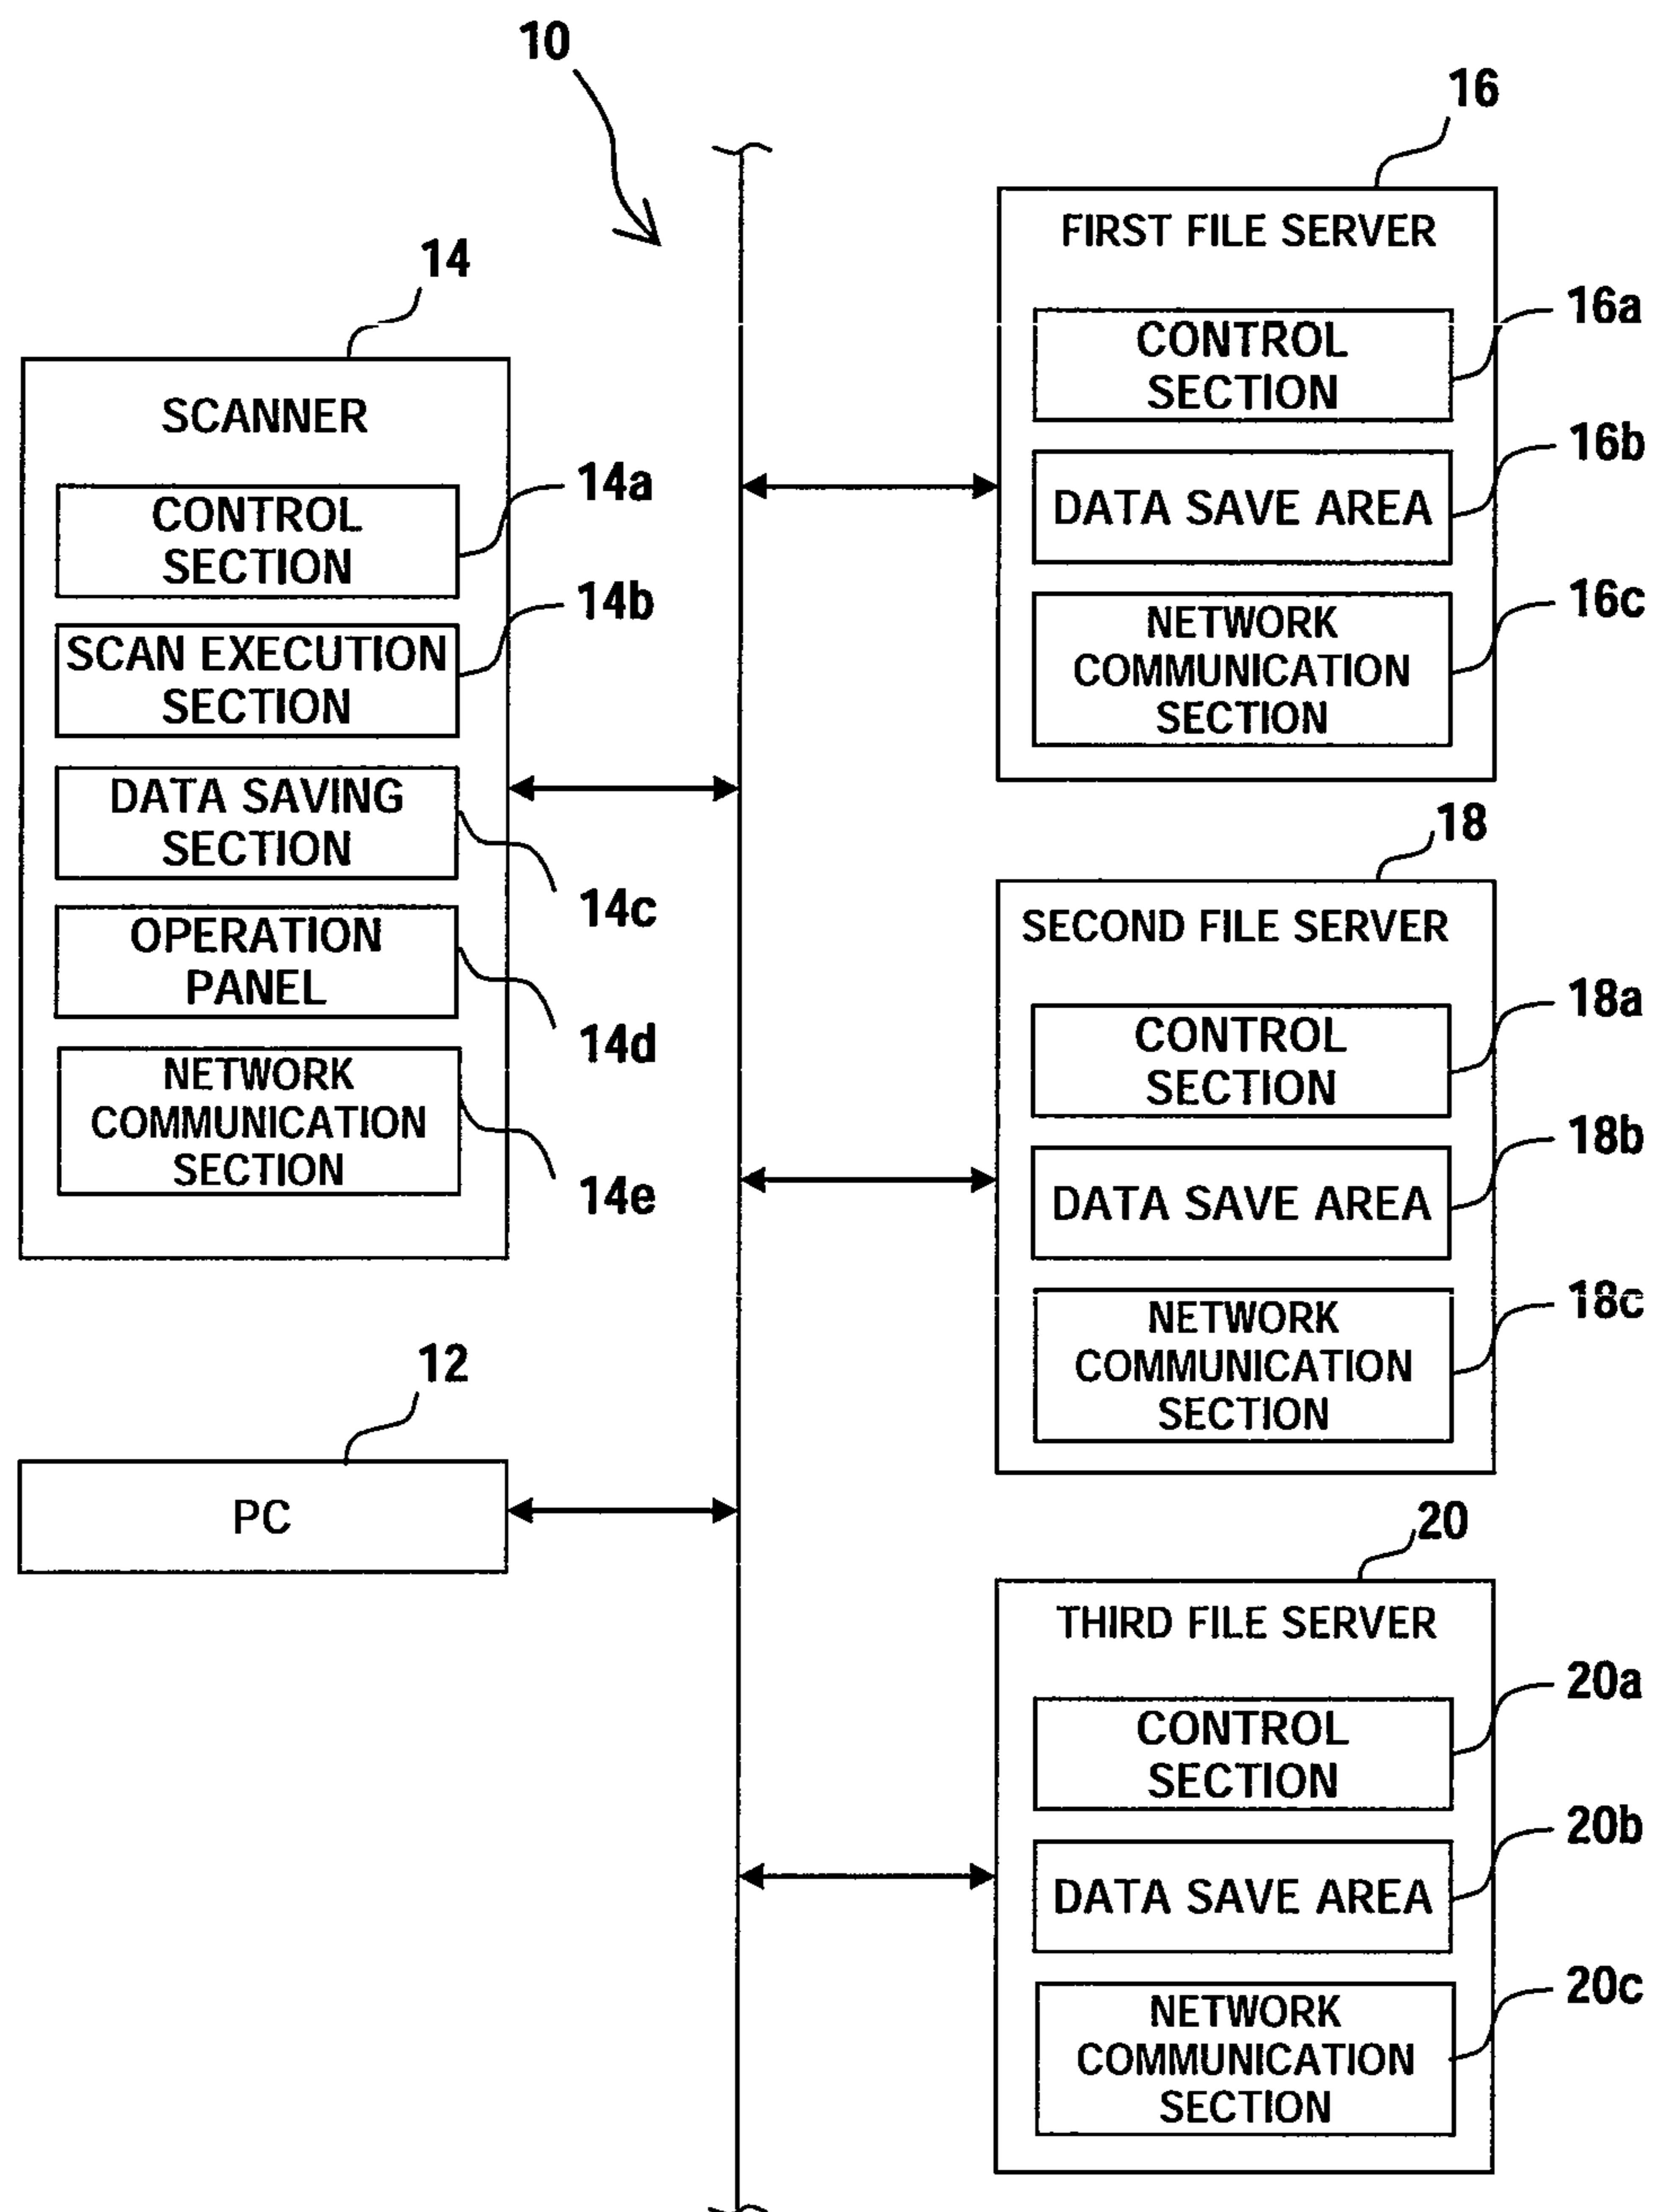 10
14
SCANNER
CONTROL
SECTION
14a
SCAN EXECUTION
SECTION
14b
DATA SAVING
SECTION
14c
OPERATION
PANEL
14d
NETWORK
COMMUNICATION
SECTION
14e
12
PC
16
FIRST FILE SERVER
CONTROL
SECTION
16a
DATA SAVE AREA
16b
NETWORK
COMMUNICATION
SECTION
16c
18
SECOND FILE SERVER
CONTROL
SECTION
18a
DATA SAVE AREA
18b
NETWORK
COMMUNICATION
SECTION
18c
20
THIRD FILE SERVER
CONTROL
SECTION
20a
DATA SAVE AREA
20b
NETWORK
COMMUNICATION
SECTION
20c